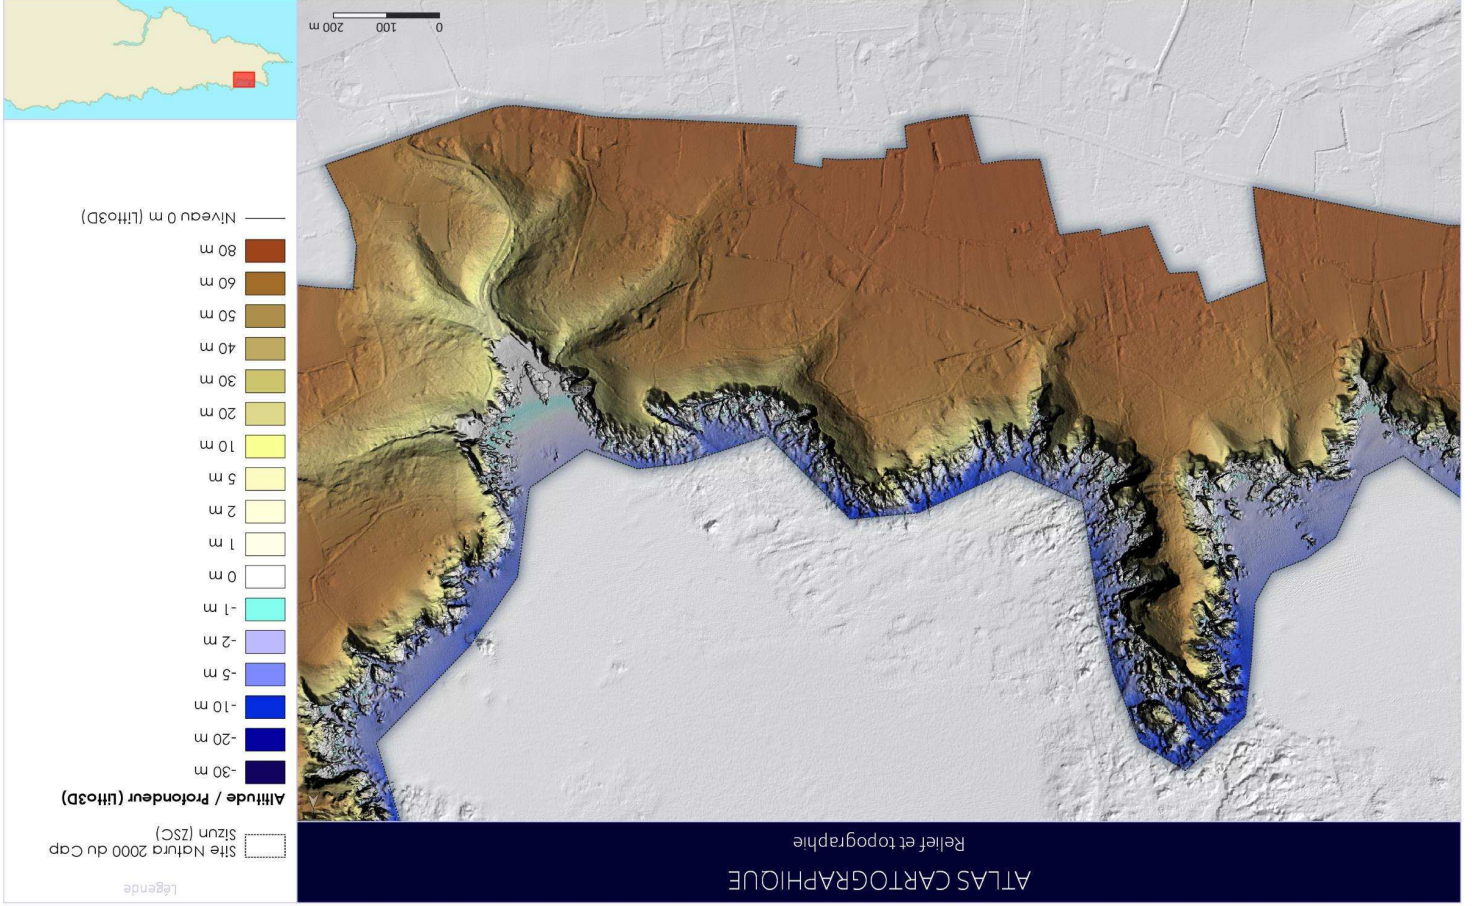 ATLAS CARTOGRAPHIQUE
Relief et topographie
Légende
Site Natura 2000 du Cap
Sizun (ZSC)
Altitude / Profondeur (Litto3D)
-30 m
-20 m
-10 m
-5 m
-2 m
-1 m
0 m
1 m
2 m
5 m
10 m
20 m
30 m
40 m
50 m
60 m
80 m
Niveau 0 m (Litto3D)
0 100 200 m